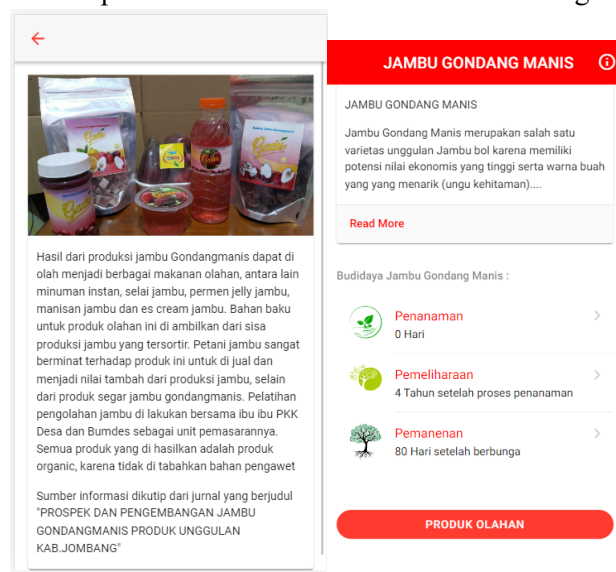 Hasil dari produksi jambu Gondangmanis dapat di
olah menjadi berbagai makanan olahan, antara lain
minuman instan, selai jambu, permen jelly jambu,
manisan jambu dan es cream jambu. Bahan baku
untuk produk olahan ini di ambilkan dari sisa
produksi jambu yang tersortir. Petani jambu sangat
berminat terhadap produk ini untuk di jual dan
menjadi nilai tambah dari produksi jambu, selain
dari produk segar jambu gondangmanis. Pelatihan
pengolahan jambu di lakukan bersama ibu ibu PKK
Desa dan Bumdes sebagai unit pemasarannya.
Semua produk yang di hasilkan adalah produk
organic, karena tidak di tabahkan bahan pengawet
Sumber informasi dikutip dari jurnal yang berjudul
"PROSPEK DAN PENGEMBANGAN JAMBU
GONDANGMANIS PRODUK UNGGULAN
KAB.JOMBANG"
JAMBU GONDANG MANIS
JAMBU GONDANG MANIS
Jambu Gondang Manis merupakan salah satu
varietas unggulan Jambu bol karena memiliki
potensi nilai ekonomis yang tinggi serta warna buah
yang yang menarik (ungu kehitaman)....
Read More
Budidaya Jambu Gondang Manis :
Penanaman
0 Hari
Pemeliharaan
4 Tahun setelah proses penanaman
Pemanenan
80 Hari setelah berbunga
PRODUK OLAHAN